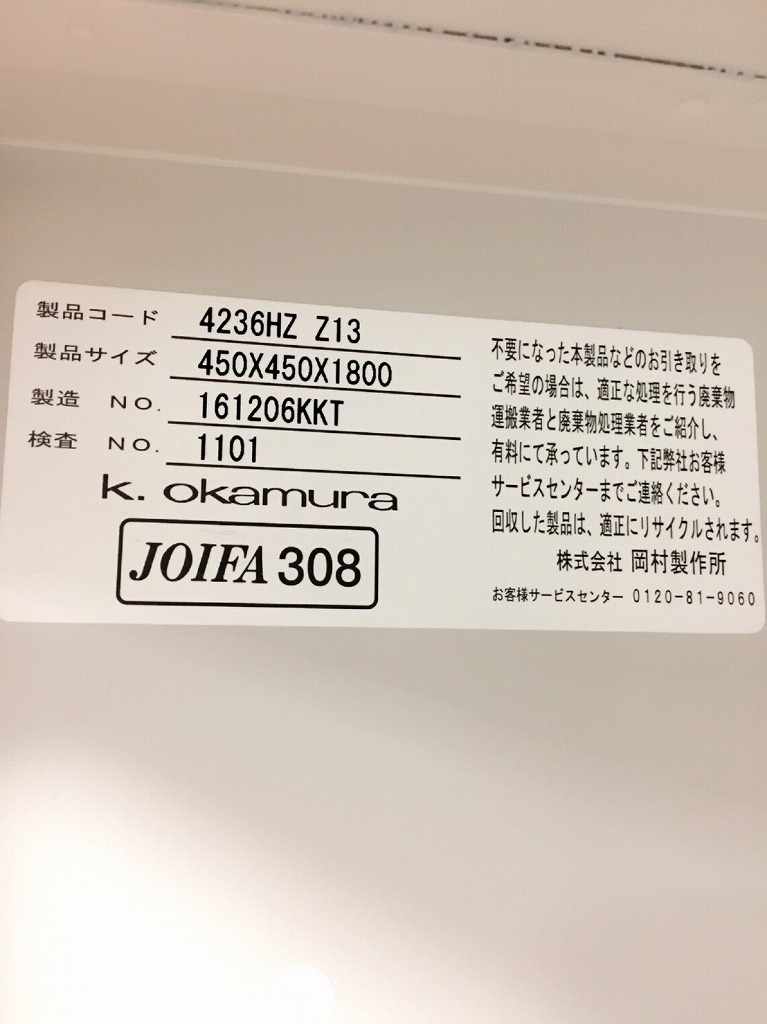 製品コード 4236HZ Z13
製品サイズ 450X450X1800
製造 NO. 161206KKT
検査 NO. 1101
k. okamura
JOIFA 308
不要になった本製品などのお引き取りを
ご希望の場合は、適正な処理を行う廃棄物
運搬業者と廃棄物処理業者をご紹介し、
有料にて承っています。下記弊社お客様
サービスセンターまでご連絡ください。
回収した製品は、適正にリサイクルされます。
株式会社 岡村製作所
お客様サービスセンター 0120-81-9060